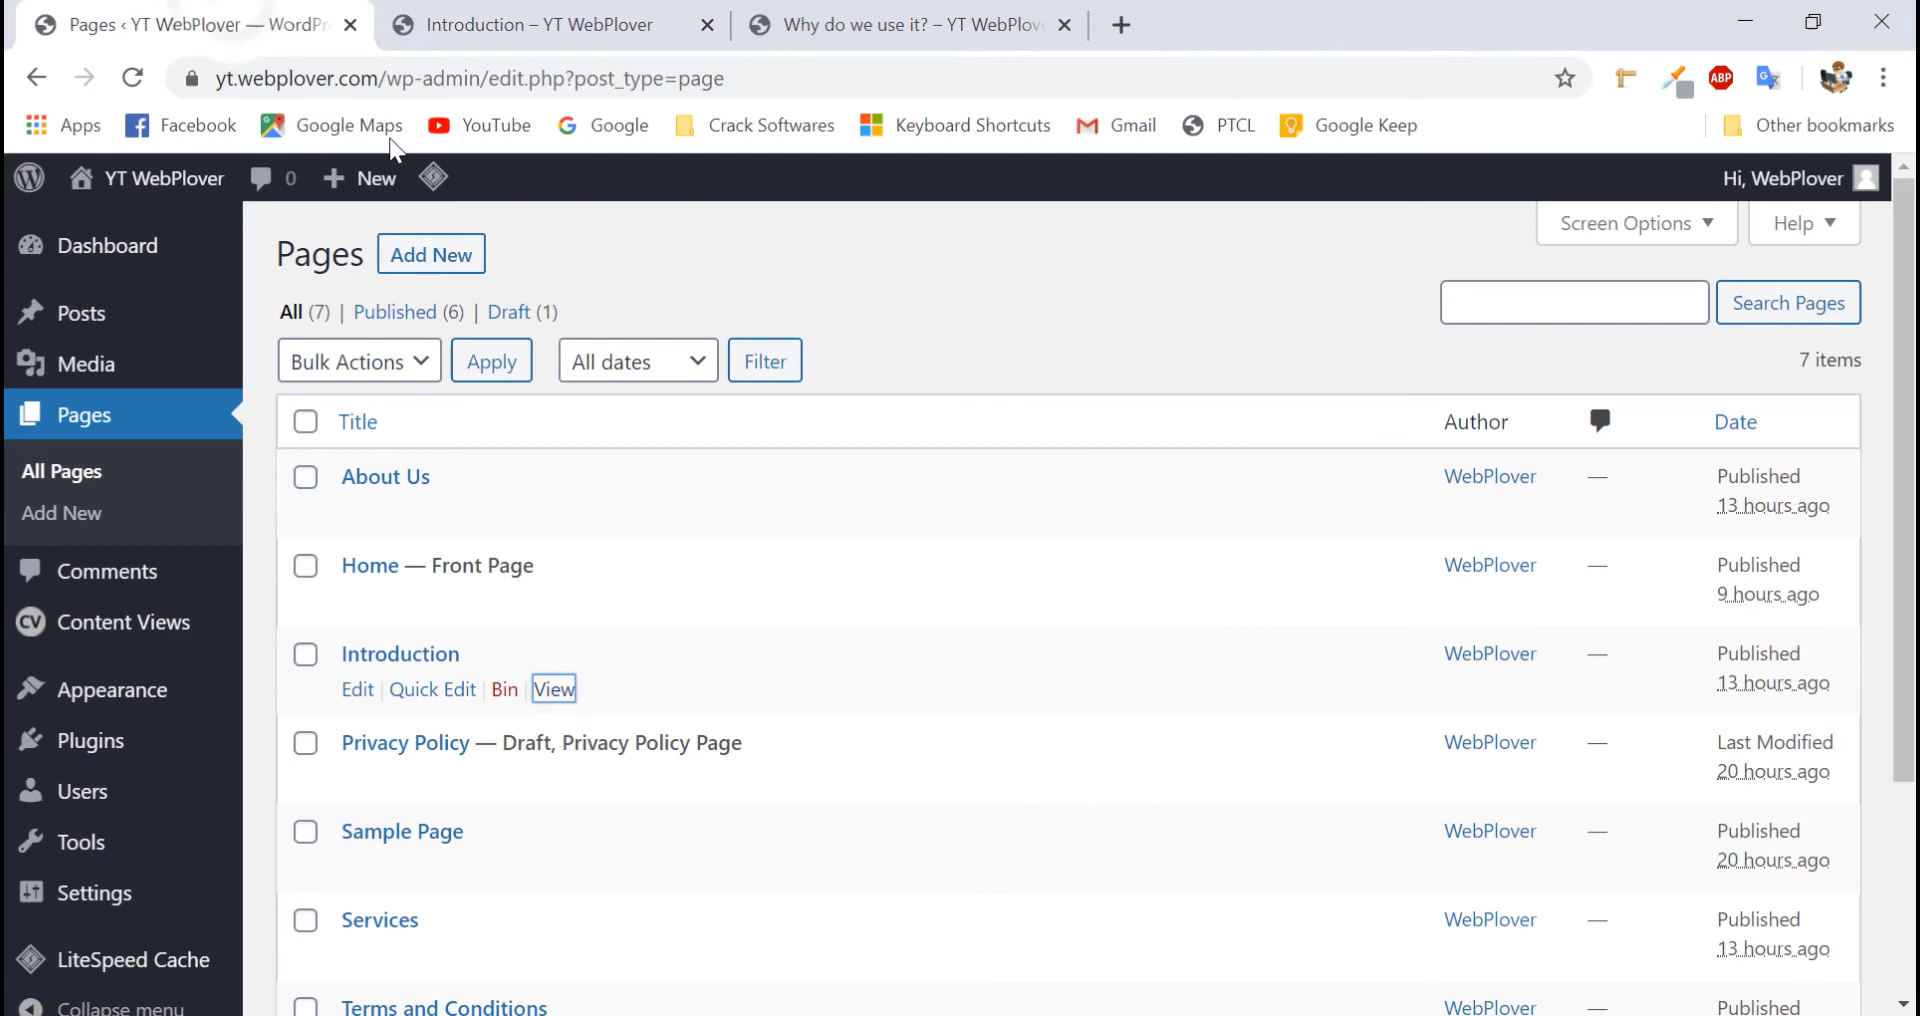 Pages ‹ YT WebPlover — WordPr
Introduction – YT WebPlover
Why do we use it? – YT WebPlov
yt.webplover.com/wp-admin/edit.php?post_type=page
ABP
Apps
Facebook
Google Maps
YouTube
Google
Crack Softwares
Keyboard Shortcuts
Gmail
PTCL
Google Keep
Other bookmarks
YT WebPlover
0
New
Hi, WebPlover
Dashboard
Posts
Media
Pages
All Pages
Add New
Comments
CV
Content Views
Appearance
Plugins
Users
Tools
Settings
LiteSpeed Cache
Collapse menu
Screen Options
Help
Pages
Add New
All (7) | Published (6) | Draft (1)
Search Pages
Bulk Actions
Apply
All dates
Filter
7 items
Title
Author
Date
About Us
WebPlover
—
Published
13 hours ago
Home — Front Page
WebPlover
—
Published
9 hours ago
Introduction
Edit | Quick Edit | Bin | View
WebPlover
—
Published
13 hours ago
Privacy Policy — Draft, Privacy Policy Page
WebPlover
—
Last Modified
20 hours ago
Sample Page
WebPlover
—
Published
20 hours ago
Services
WebPlover
—
Published
13 hours ago
Terms and Conditions
WebPlover
—
Published